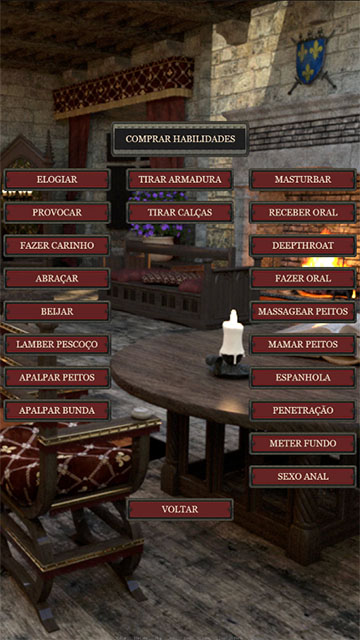 COMPRAR HABILIDADES
ELOGIAR
TIRAR ARMADURA
MASTURBAR
PROVOCAR
TIRAR CALÇAS
RECEBER ORAL
FAZER CARINHO
DEEPTHROAT
ABRAÇAR
FAZER ORAL
BEIJAR
MASSAGEAR PEITOS
LAMBER PESCOÇO
MAMAR PEITOS
APALPAR PEITOS
ESPANHOLA
APALPAR BUNDA
PENETRAÇÃO
METER FUNDO
SEXO ANAL
VOLTAR